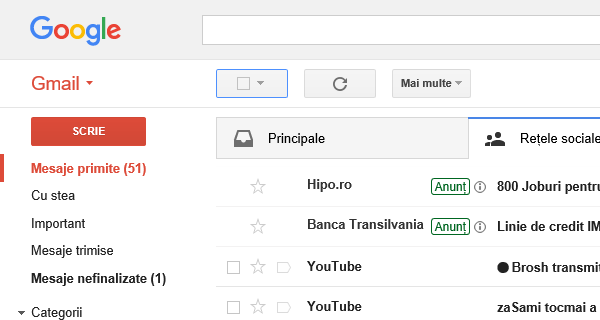 Google
Gmail
Mai multe
SCRIE
Principale
Rețele sociale
Mesaje primite (51)
Hipo.ro Anunț 800 Joburi pentru
Cu stea
Important
Banca Transilvania Anunț Linie de credit IM
Mesaje trimise
YouTube Brosh transmit
Mesaje nefinalizate (1)
YouTube zaSami tocmai a
Categorii